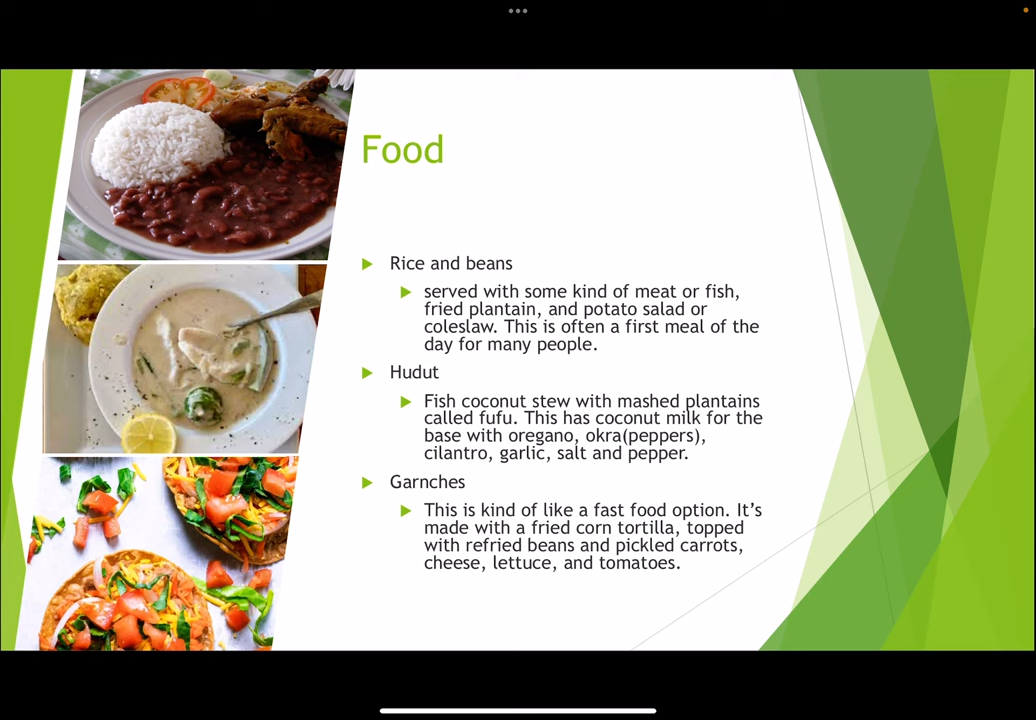 Food
Rice and beans
served with some kind of meat or fish,
fried plantain, and potato salad or
coleslaw. This is often a first meal of the
day for many people.
Hudut
Fish coconut stew with mashed plantains
called fufu. This has coconut milk for the
base with oregano, okra(peppers),
cilantro, garlic, salt and pepper.
Garnches
This is kind of like a fast food option. It’s
made with a fried corn tortilla, topped
with refried beans and pickled carrots,
cheese, lettuce, and tomatoes.